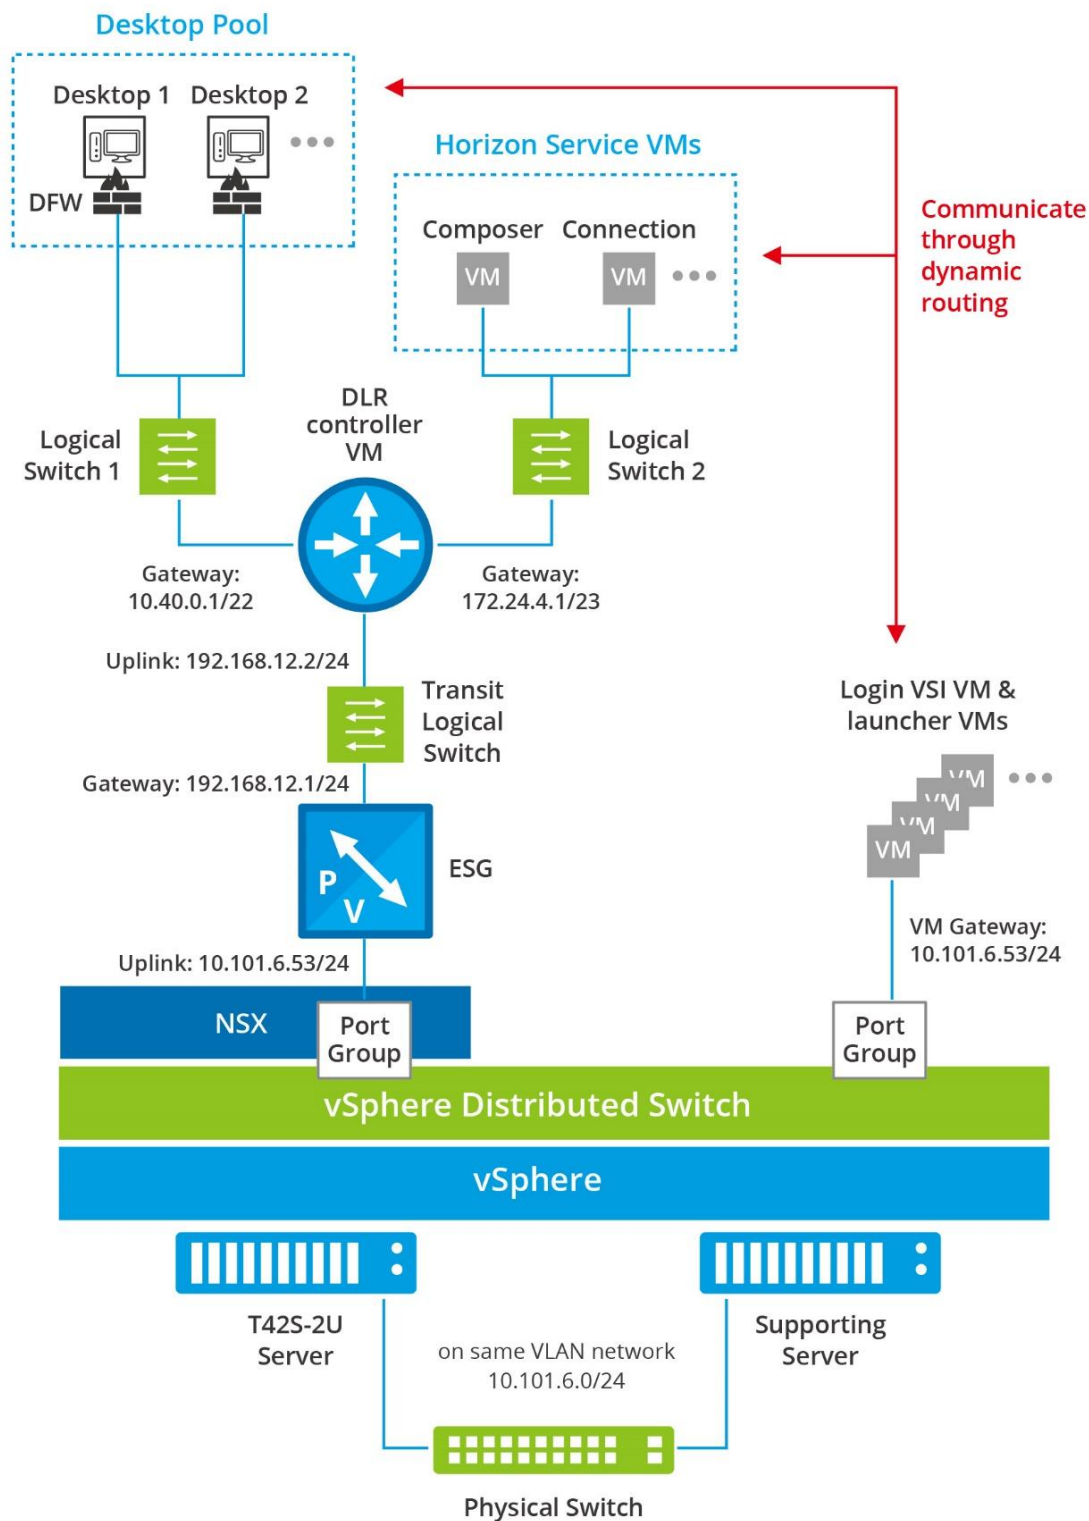 Desktop Pool
Desktop 1
Desktop 2
DFW
Horizon Service VMs
Composer
Connection
VM
VM
Communicate
through
dynamic
routing
Logical
Switch 1
DLR
controller
VM
Logical
Switch 2
Gateway:
10.40.0.1/22
Gateway:
172.24.4.1/23
Uplink: 192.168.12.2/24
Transit
Logical
Switch
Gateway: 192.168.12.1/24
P
V
ESG
Uplink: 10.101.6.53/24
Login VSI VM &
launcher VMs
VM
VM
VM
VM
VM Gateway:
10.101.6.53/24
NSX
Port
Group
Port
Group
vSphere Distributed Switch
vSphere
T42S-2U
Server
Supporting
Server
on same VLAN network
10.101.6.0/24
Physical Switch